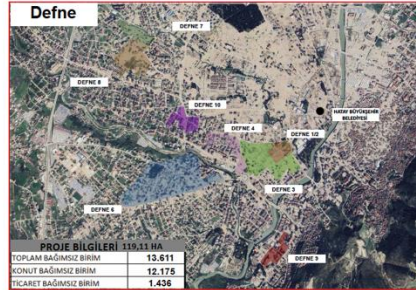 Defne
DEFNE 7
DEFNE 8
DEFNE 10
HATAY BÜYÜKŞEHİR
BELEDİYESİ
DEFNE 4
DEFNE 1/2
DEFNE 3
DEFNE 6
DEFNE 5
PROJE BİLGİLERİ 119,11 HA
TOPLAM BAĞIMSIZ BİRİM 13.611
KONUT BAĞIMSIZ BİRİM 12.175
TİCARET BAĞIMSIZ BİRİM 1.436